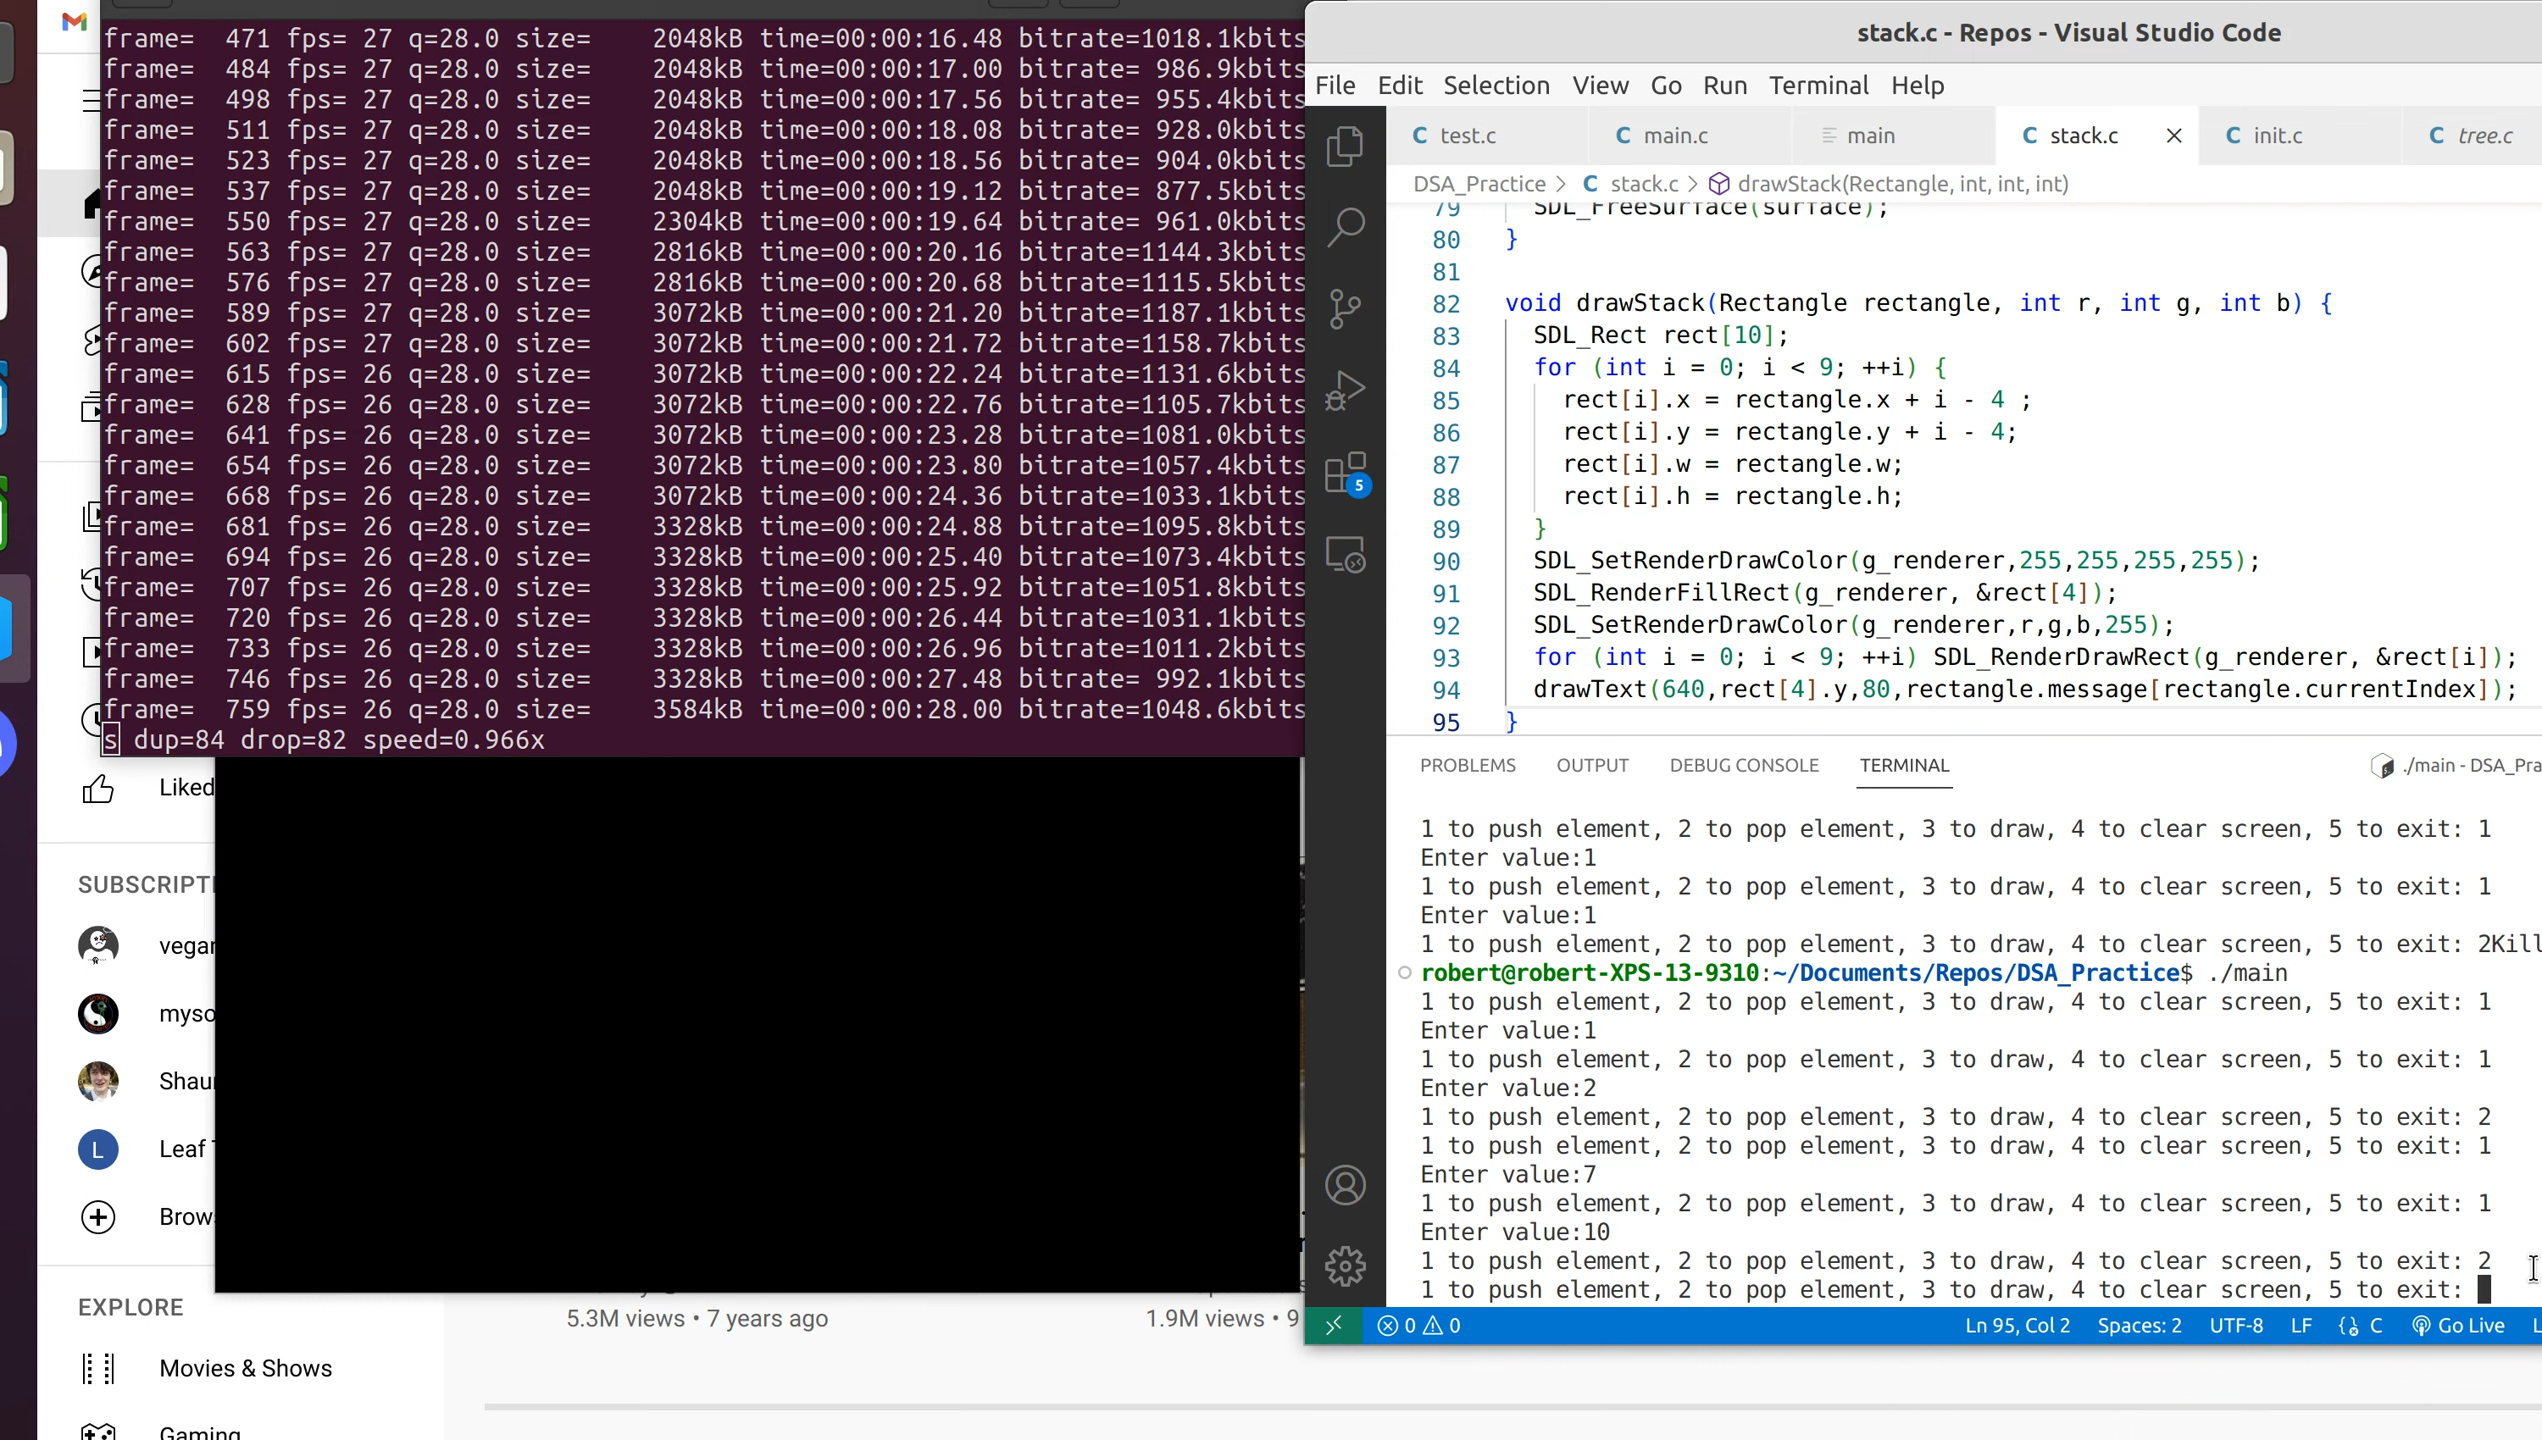 frame= 471 fps= 27 q=28.0 size= 2048kB time=00:00:16.48 bitrate=1018.1kbits
frame= 484 fps= 27 q=28.0 size= 2048kB time=00:00:17.00 bitrate= 986.9kbits
frame= 498 fps= 27 q=28.0 size= 2048kB time=00:00:17.56 bitrate= 955.4kbits
frame= 511 fps= 27 q=28.0 size= 2048kB time=00:00:18.08 bitrate= 928.0kbits
frame= 523 fps= 27 q=28.0 size= 2048kB time=00:00:18.56 bitrate= 904.0kbits
frame= 537 fps= 27 q=28.0 size= 2048kB time=00:00:19.12 bitrate= 877.5kbits
frame= 550 fps= 27 q=28.0 size= 2304kB time=00:00:19.64 bitrate= 961.0kbits
frame= 563 fps= 27 q=28.0 size= 2816kB time=00:00:20.16 bitrate=1144.3kbits
frame= 576 fps= 27 q=28.0 size= 2816kB time=00:00:20.68 bitrate=1115.5kbits
frame= 589 fps= 27 q=28.0 size= 3072kB time=00:00:21.20 bitrate=1187.1kbits
frame= 602 fps= 27 q=28.0 size= 3072kB time=00:00:21.72 bitrate=1158.7kbits
frame= 615 fps= 26 q=28.0 size= 3072kB time=00:00:22.24 bitrate=1131.6kbits
frame= 628 fps= 26 q=28.0 size= 3072kB time=00:00:22.76 bitrate=1105.7kbits
frame= 641 fps= 26 q=28.0 size= 3072kB time=00:00:23.28 bitrate=1081.0kbits
frame= 654 fps= 26 q=28.0 size= 3072kB time=00:00:23.80 bitrate=1057.4kbits
frame= 668 fps= 26 q=28.0 size= 3072kB time=00:00:24.36 bitrate=1033.1kbits
frame= 681 fps= 26 q=28.0 size= 3328kB time=00:00:24.88 bitrate=1095.8kbits
frame= 694 fps= 26 q=28.0 size= 3328kB time=00:00:25.40 bitrate=1073.4kbits
frame= 707 fps= 26 q=28.0 size= 3328kB time=00:00:25.92 bitrate=1051.8kbits
frame= 720 fps= 26 q=28.0 size= 3328kB time=00:00:26.44 bitrate=1031.1kbits
frame= 733 fps= 26 q=28.0 size= 3328kB time=00:00:26.96 bitrate=1011.2kbits
frame= 746 fps= 26 q=28.0 size= 3328kB time=00:00:27.48 bitrate= 992.1kbits
frame= 759 fps= 26 q=28.0 size= 3584kB time=00:00:28.00 bitrate=1048.6kbits
s dup=84 drop=82 speed=0.966x
Liked
SUBSCRIPTI
vegan
myso
Shaun
L Leaf
Brow
EXPLORE
Movies & Shows
Gaming
5.3M views • 7 years ago
1.9M views • 9
stack.c - Repos - Visual Studio Code
File Edit Selection View Go Run Terminal Help
C test.c C main.c main C stack.c C init.c C tree.c
DSA_Practice > C stack.c > drawStack(Rectangle, int, int, int)
79 SDL_FreeSurface(surface);
80 }
81
82 void drawStack(Rectangle rectangle, int r, int g, int b) {
83 SDL_Rect rect[10];
84 for (int i = 0; i < 9; ++i) {
85 rect[i].x = rectangle.x + i - 4 ;
86 rect[i].y = rectangle.y + i - 4;
87 rect[i].w = rectangle.w;
88 rect[i].h = rectangle.h;
89 }
90 SDL_SetRenderDrawColor(g_renderer,255,255,255,255);
91 SDL_RenderFillRect(g_renderer, &rect[4]);
92 SDL_SetRenderDrawColor(g_renderer,r,g,b,255);
93 for (int i = 0; i < 9; ++i) SDL_RenderDrawRect(g_renderer, &rect[i]);
94 drawText(640,rect[4].y,80,rectangle.message[rectangle.currentIndex]);
95 }
5
PROBLEMS OUTPUT DEBUG CONSOLE TERMINAL ./main - DSA_Pra
1 to push element, 2 to pop element, 3 to draw, 4 to clear screen, 5 to exit: 1
Enter value:1
1 to push element, 2 to pop element, 3 to draw, 4 to clear screen, 5 to exit: 1
Enter value:1
1 to push element, 2 to pop element, 3 to draw, 4 to clear screen, 5 to exit: 2Kill
robert@robert-XPS-13-9310:~/Documents/Repos/DSA_Practice$ ./main
1 to push element, 2 to pop element, 3 to draw, 4 to clear screen, 5 to exit: 1
Enter value:1
1 to push element, 2 to pop element, 3 to draw, 4 to clear screen, 5 to exit: 1
Enter value:2
1 to push element, 2 to pop element, 3 to draw, 4 to clear screen, 5 to exit: 2
1 to push element, 2 to pop element, 3 to draw, 4 to clear screen, 5 to exit: 1
Enter value:7
1 to push element, 2 to pop element, 3 to draw, 4 to clear screen, 5 to exit: 1
Enter value:10
1 to push element, 2 to pop element, 3 to draw, 4 to clear screen, 5 to exit: 2
1 to push element, 2 to pop element, 3 to draw, 4 to clear screen, 5 to exit:
0 0 Ln 95, Col 2 Spaces: 2 UTF-8 LF C Go Live